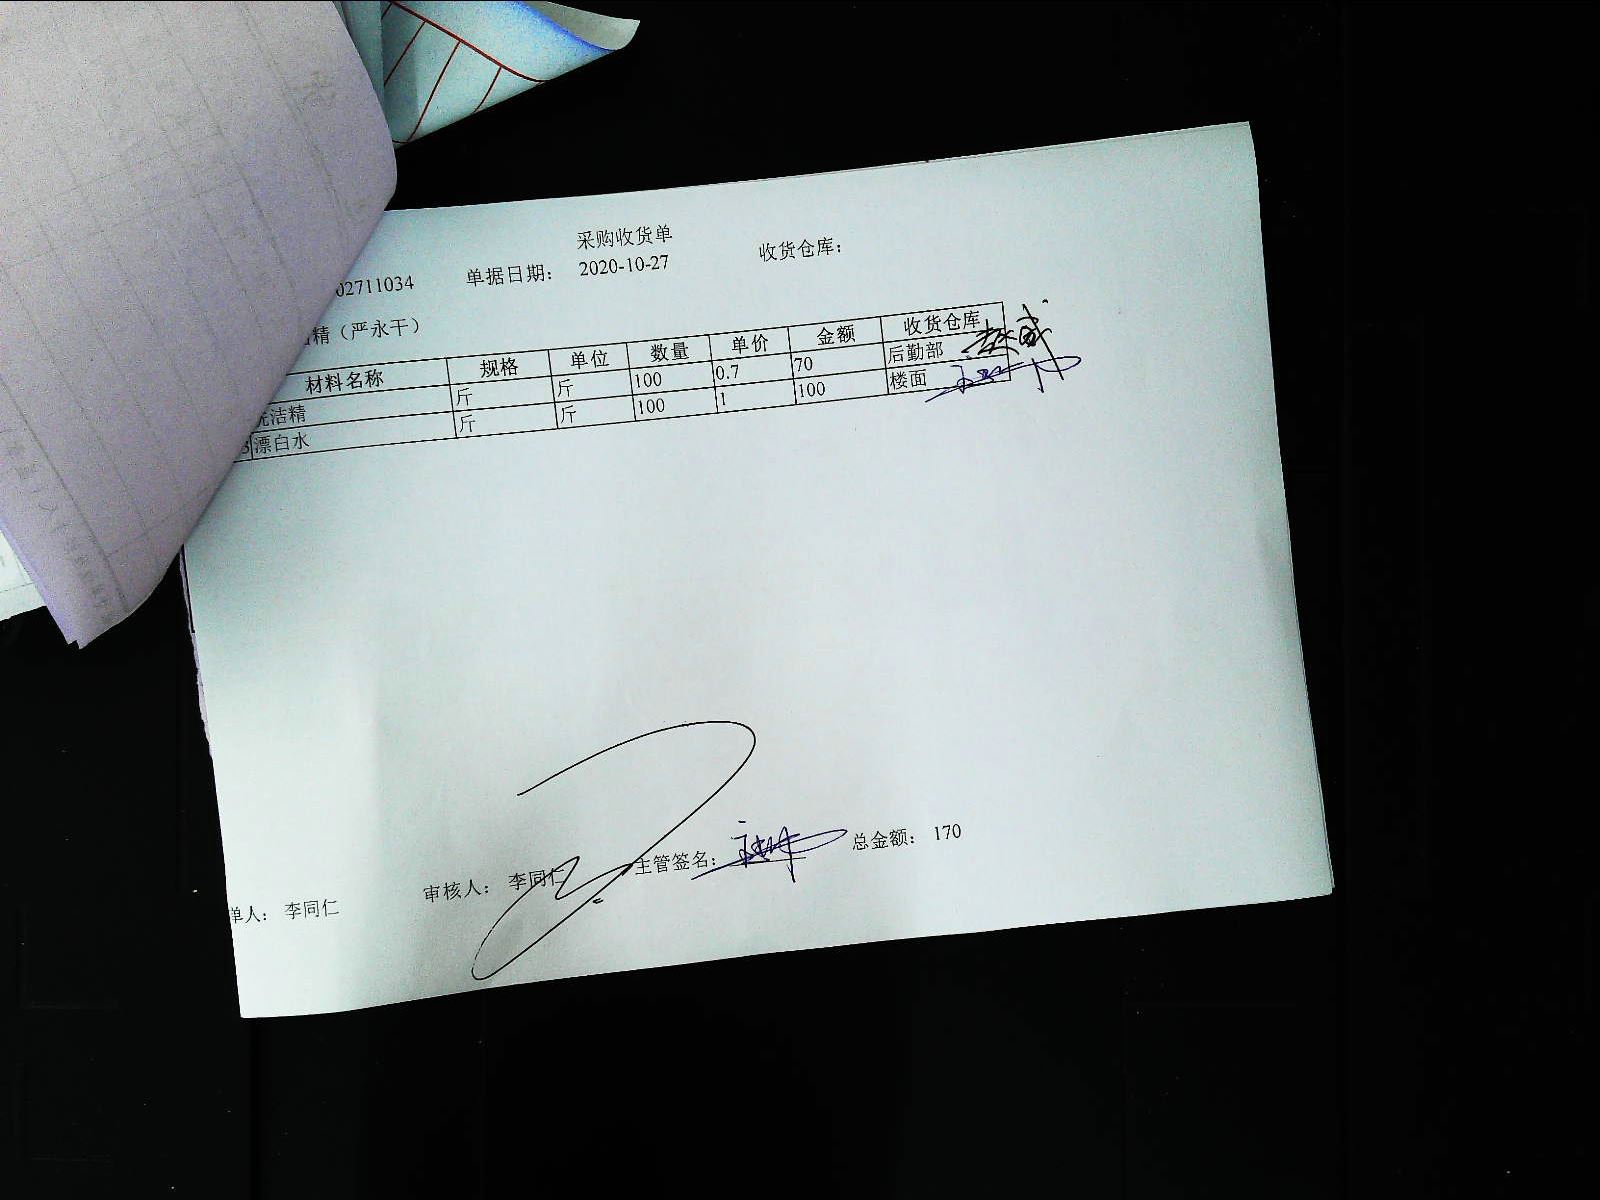 采购收货单
02711034 单据日期： 2020-10-27 收货仓库：
精（严永干）
材料名称 规格 单位 数量 单价 金额 收货仓库
洗洁精 斤 斤 100 0.7 70 后勤部
3 漂白水 斤 斤 100 1 100 楼面
单人： 李同仁 审核人： 李同仁 主管签名： 总金额： 170